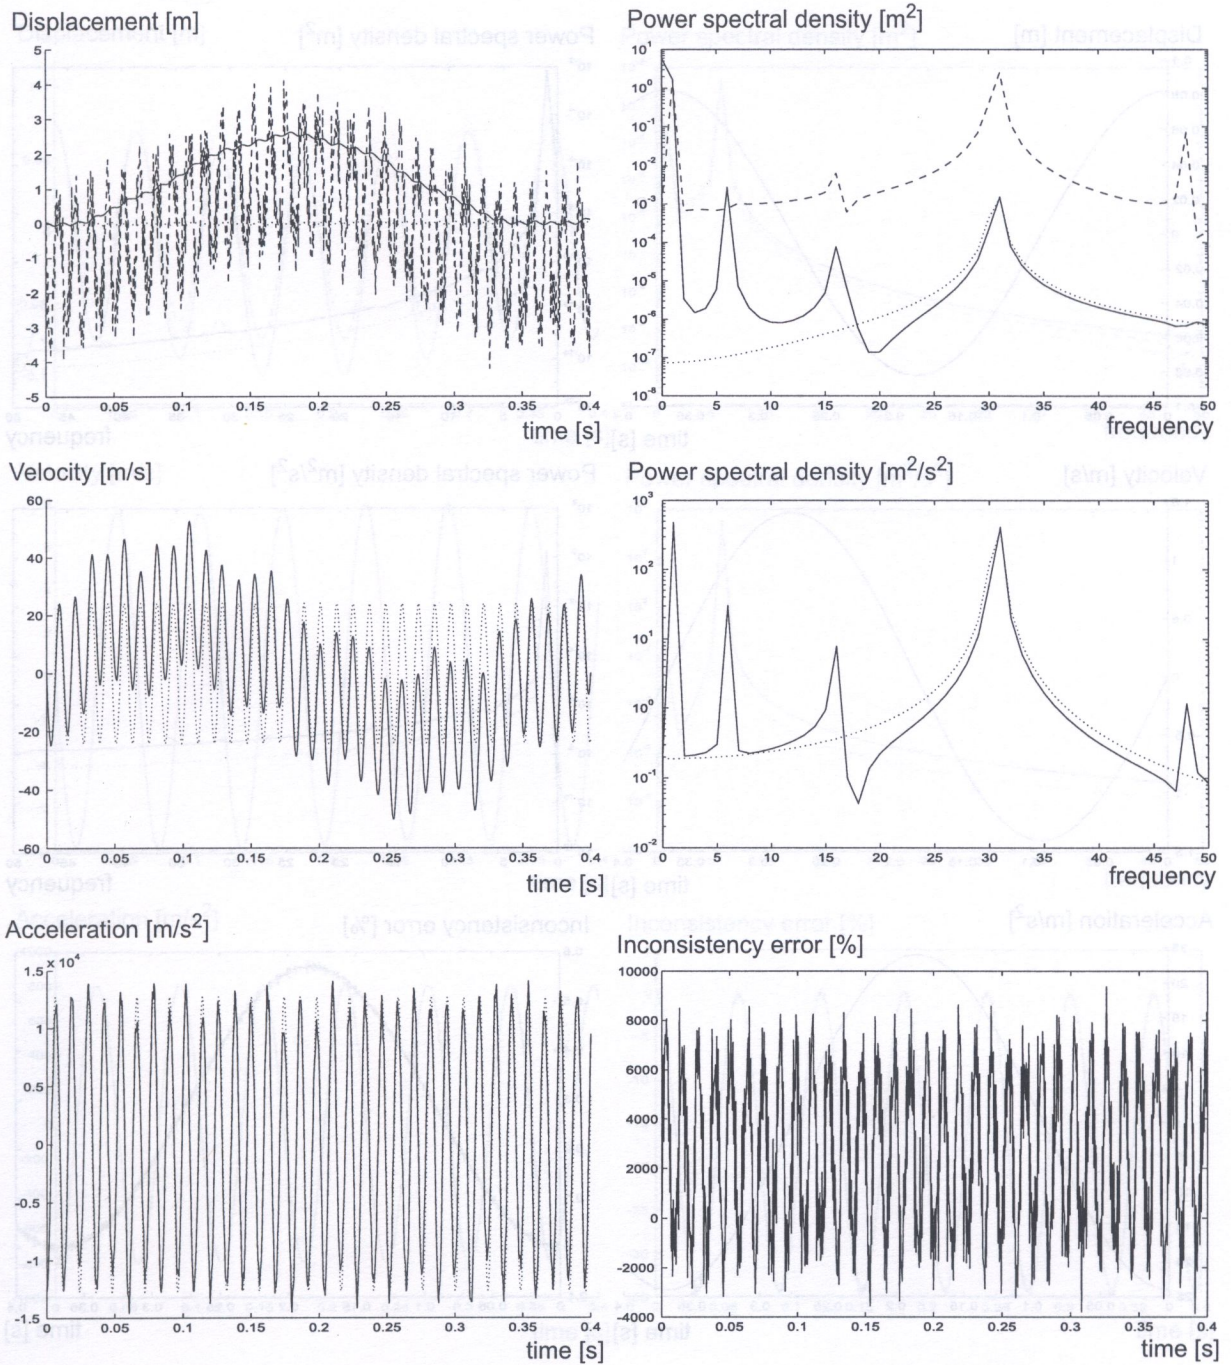 Displacement [m]
5
4
3
2
1
0
-1
-2
-3
-4
-5
0 0.05 0.1 0.15 0.2 0.25 0.3 0.35 0.4
time [s]
Power spectral density [m²]
10¹
10⁰
10⁻¹
10⁻²
10⁻³
10⁻⁴
10⁻⁵
10⁻⁶
10⁻⁷
10⁻⁸
0 5 10 15 20 25 30 35 40 45 50
frequency
Velocity [m/s]
60
40
20
0
-20
-40
-60
0 0.05 0.1 0.15 0.2 0.25 0.3 0.35 0.4
time [s]
Power spectral density [m²/s²]
10³
10²
10¹
10⁰
10⁻¹
10⁻²
0 5 10 15 20 25 30 35 40 45 50
frequency
Acceleration [m/s²]
x 10⁴
1.5
1
0.5
0
-0.5
-1
-1.5
0 0.05 0.1 0.15 0.2 0.25 0.3 0.35 0.4
time [s]
Inconsistency error [%]
10000
8000
6000
4000
2000
0
-2000
-4000
0 0.05 0.1 0.15 0.2 0.25 0.3 0.35 0.4
time [s]